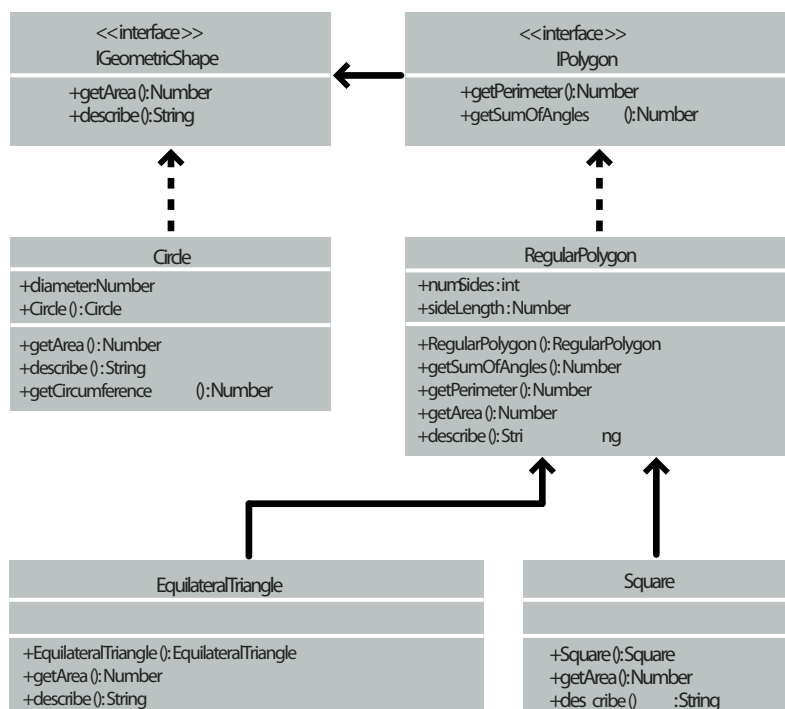 <<interface>>
IGeometricShape
+getArea():Number
+describe():String
<<interface>>
IPolygon
+getPerimeter():Number
+getSumOfAngles ():Number
Circle
+diameter:Number
+Circle():Circle
+getArea():Number
+describe():String
+getCircumference ():Number
RegularPolygon
+numSides:int
+sideLength:Number
+RegularPolygon():RegularPolygon
+getSumOfAngles():Number
+getPerimeter():Number
+getArea():Number
+describe():Stri ng
EquilateralTriangle
+EquilateralTriangle():EquilateralTriangle
+getArea():Number
+describe():String
Square
+Square():Square
+getArea():Number
+des cribe() :String